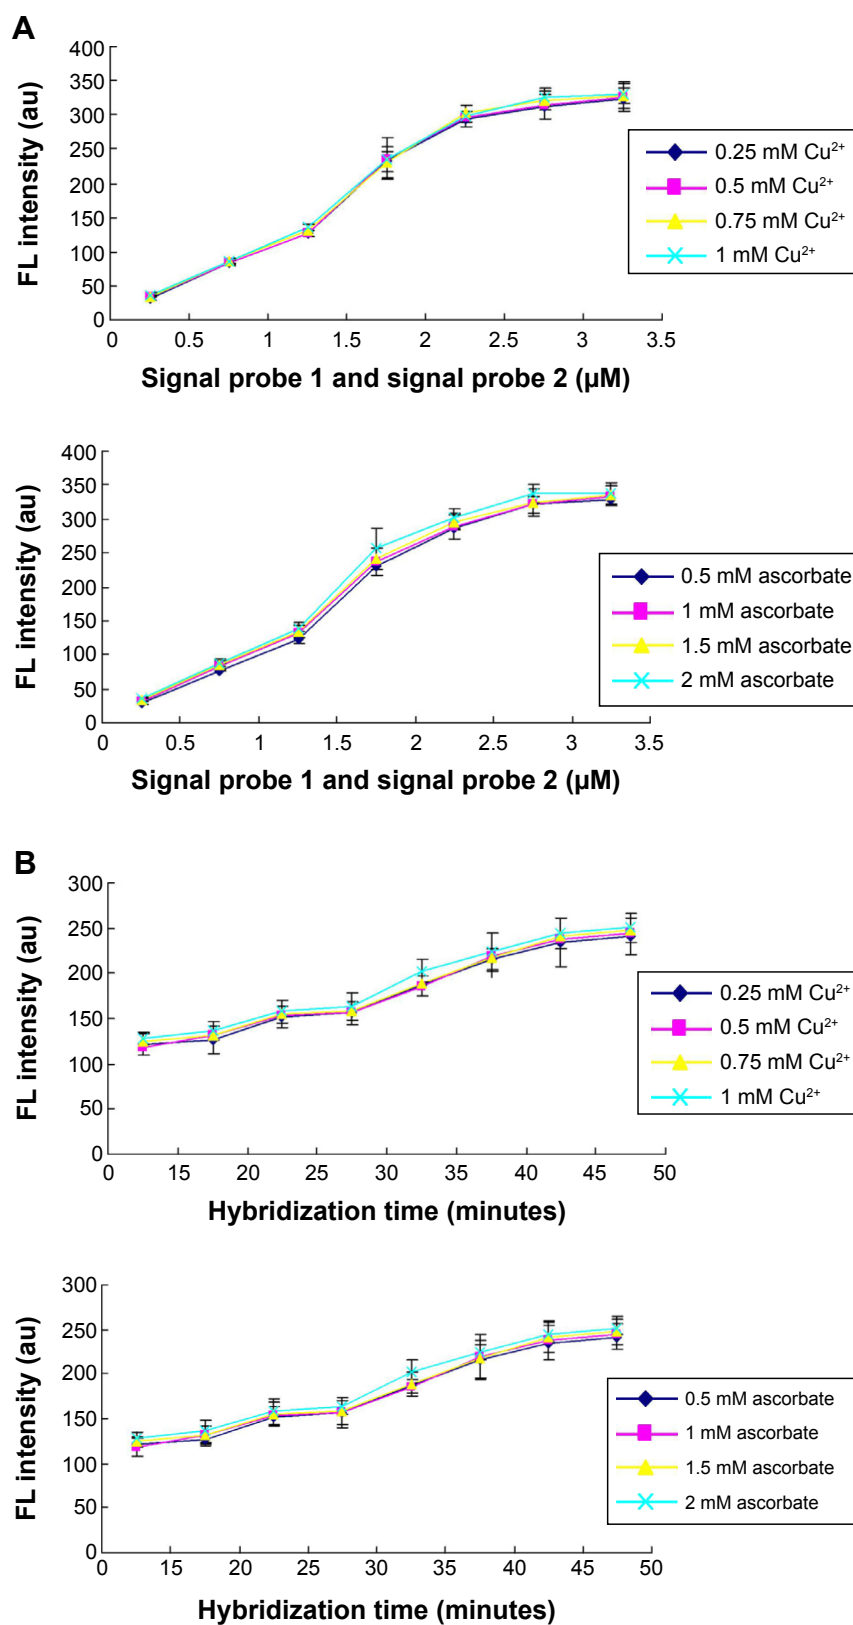 A
FL intensity (au)
400
350
300
250
200
150
100
50
0
0 0.5 1 1.5 2 2.5 3 3.5
Signal probe 1 and signal probe 2 (µM)
0.25 mM Cu²⁺
0.5 mM Cu²⁺
0.75 mM Cu²⁺
1 mM Cu²⁺
FL intensity (au)
400
350
300
250
200
150
100
50
0
0 0.5 1 1.5 2 2.5 3 3.5
Signal probe 1 and signal probe 2 (µM)
0.5 mM ascorbate
1 mM ascorbate
1.5 mM ascorbate
2 mM ascorbate
B
FL intensity (au)
300
250
200
150
100
50
0
0 15 20 25 30 35 40 45 50
Hybridization time (minutes)
0.25 mM Cu²⁺
0.5 mM Cu²⁺
0.75 mM Cu²⁺
1 mM Cu²⁺
FL intensity (au)
300
250
200
150
100
50
0
10 15 20 25 30 35 40 45 50
Hybridization time (minutes)
0.5 mM ascorbate
1 mM ascorbate
1.5 mM ascorbate
2 mM ascorbate